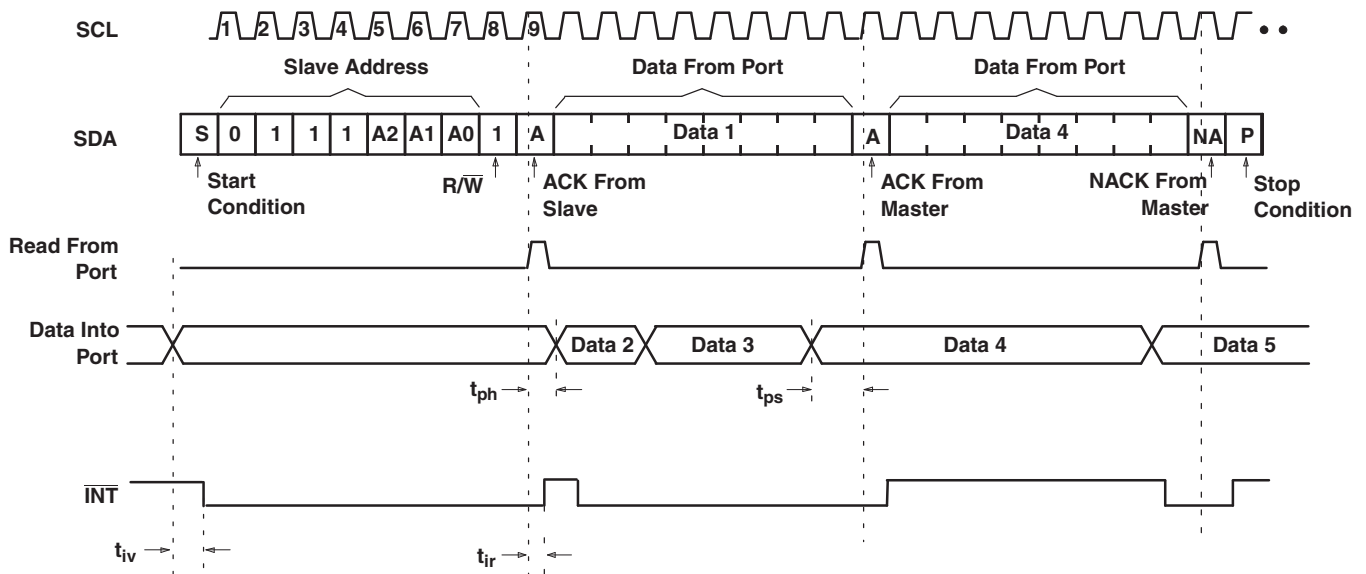 SCL 1 2 3 4 5 6 7 8 9
Slave Address Data From Port Data From Port
SDA S 0 1 1 1 A2 A1 A0 1 A Data 1 A Data 4 NA P
Start Condition
R/W̅
ACK From Slave
ACK From Master
NACK From Master
Stop Condition
Read From Port
Data Into Port
Data 2 Data 3 Data 4 Data 5
tph tps
I̅N̅T̅
tiv tir